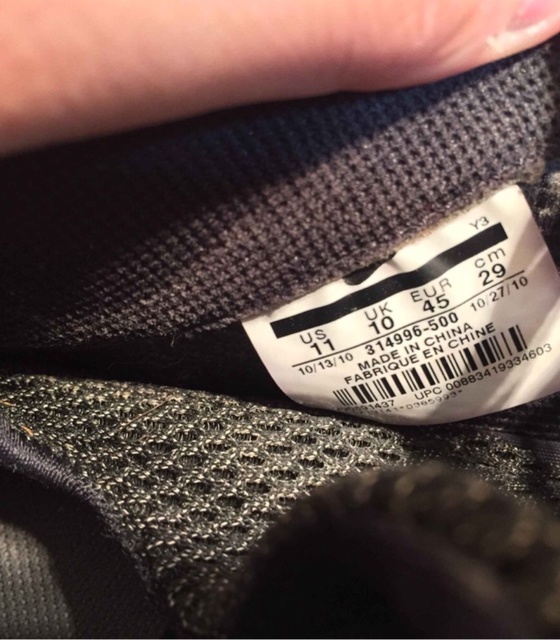 Y3
US UK EUR cm
11 10 45 29
10/13/10 314996-500 10/27/10
MADE IN CHINA
FABRIQUE EN CHINE
UPC 00883419334603